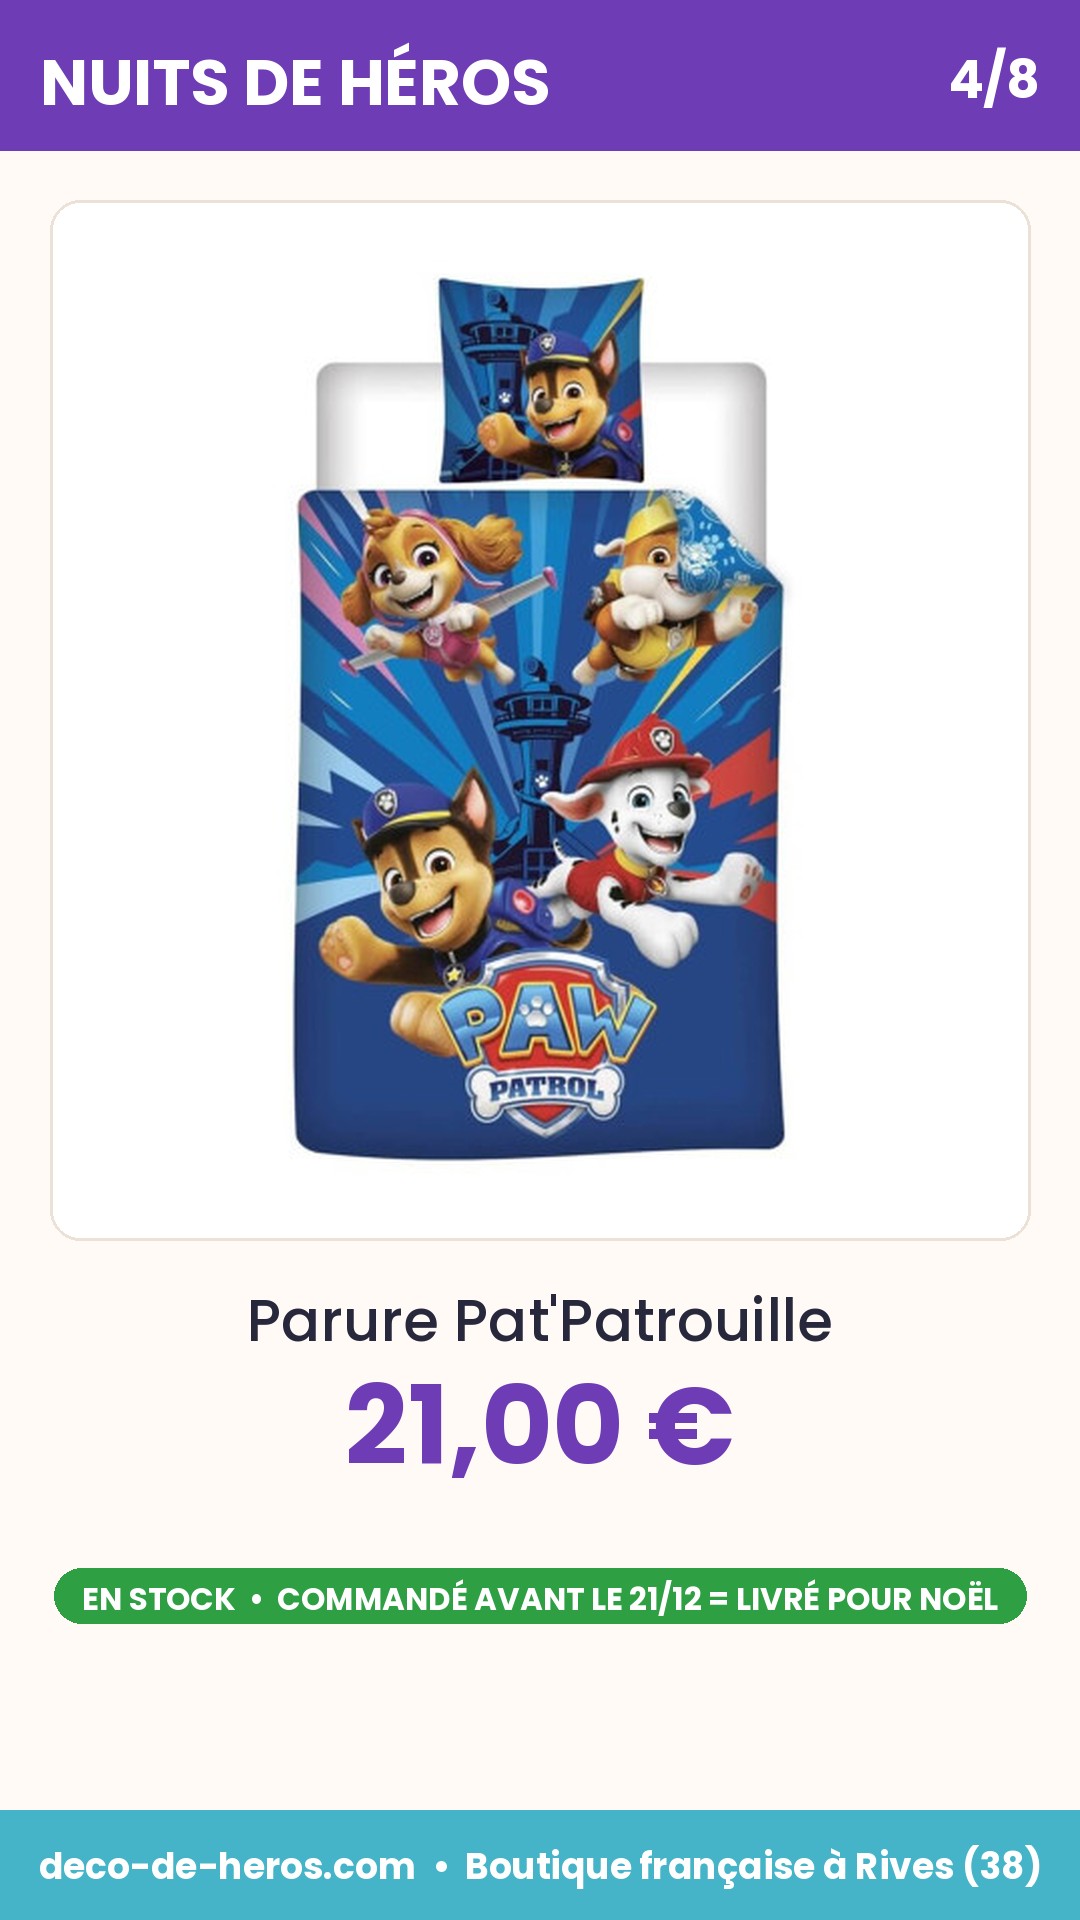 NUITS DE HÉROS
4/8
PAW
PATROL
Parure Pat'Patrouille
21,00 €
EN STOCK • COMMANDÉ AVANT LE 21/12 = LIVRÉ POUR NOËL
deco-de-heros.com • Boutique française à Rives (38)